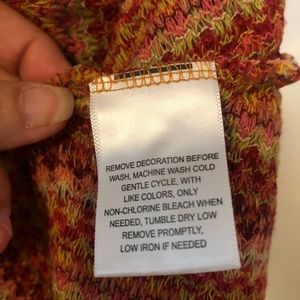 REMOVE DECORATION BEFORE
WASH, MACHINE WASH COLD
GENTLE CYCLE, WITH
LIKE COLORS, ONLY
NON-CHLORINE BLEACH WHEN
NEEDED, TUMBLE DRY LOW
REMOVE PROMPTLY,
LOW IRON IF NEEDED